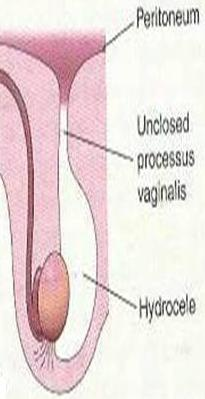 Peritoneum
Unclosed
processus
vaginalis
Hydrocele